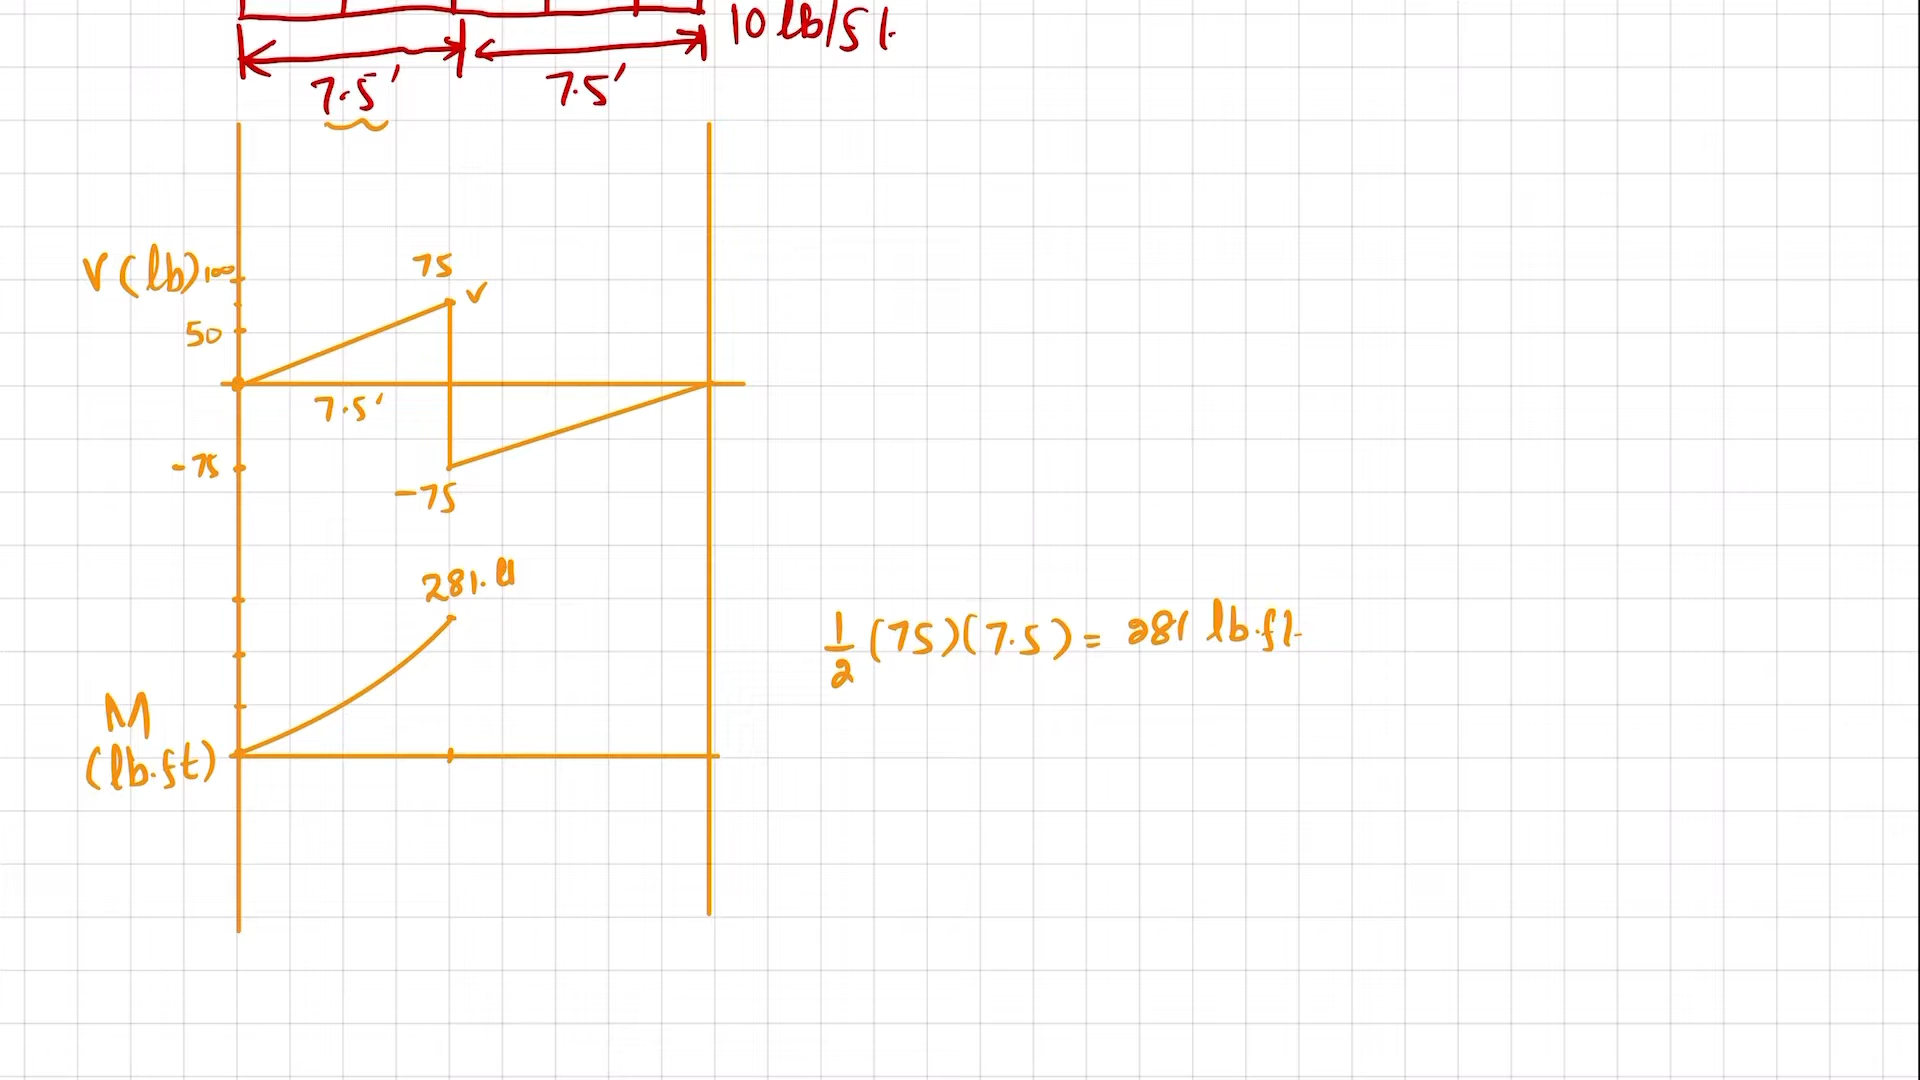 10 lb/ft.
7.5' 7.5'
V (lb) 100 75 V
50
7.5'
-75
-75
281.
1/2 (75)(7.5) = 281 lb.ft.
M
(lb.ft)